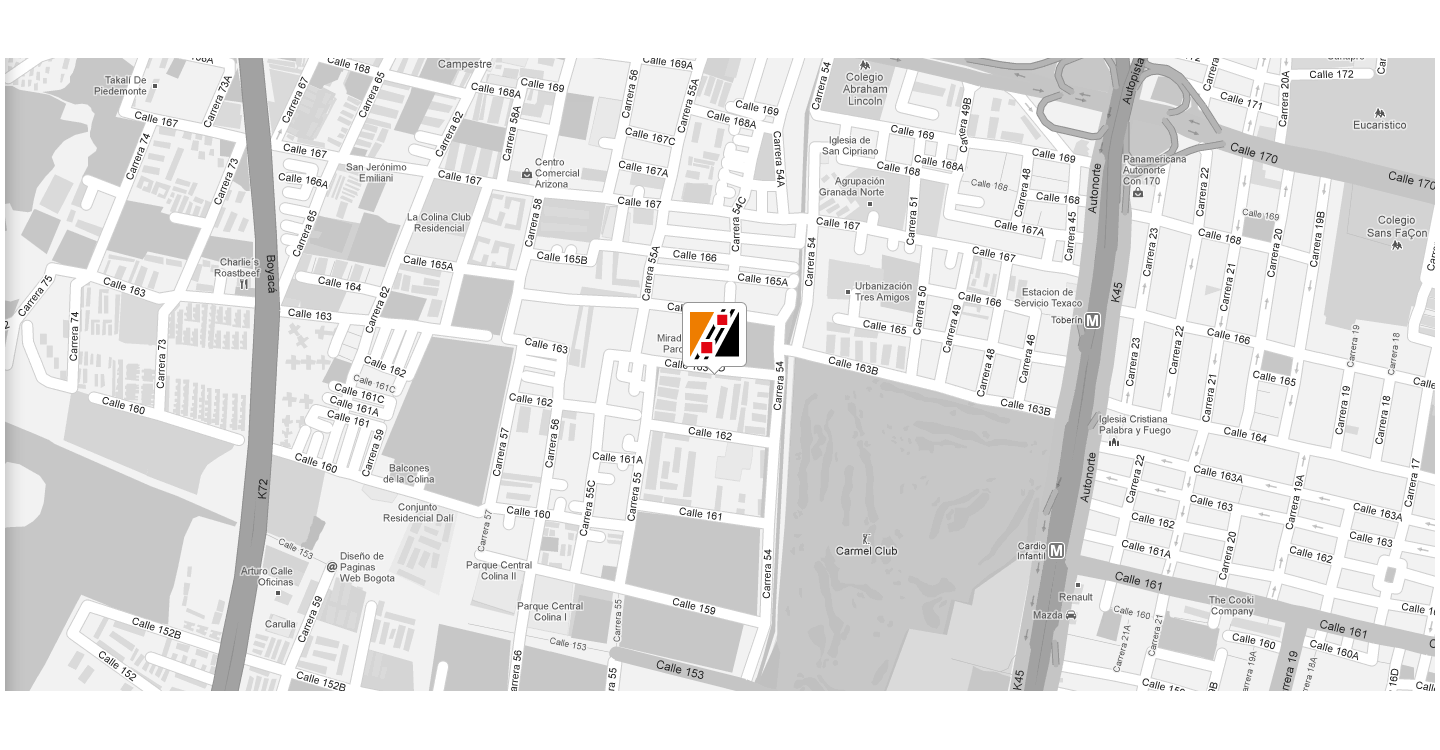 Takalí De
Piedemonte
Carrera 73A
Carrera 67
Calle 168
Carrera 65
Campestre
Calle 168A
Calle 169
Carrera 58A
Carrera 56
Calle 169A
Carrera 55A
Calle 169
Calle 168A
Carrera 54
Colegio
Abraham
Lincoln
Carrera 49B
Autopista
Calle 171
Carrera 20A
Calle 172
Eucaristico
Calle 167
Carrera 74
Carrera 73
Calle 167
Calle 166A
Carrera 65
San Jerónimo
Emiliani
Carrera 62
Calle 167
Centro
Comercial
Arizona
Calle 167C
Calle 167A
Calle 167
Carrera 54A
Carrera 54C
Iglesia de
San Cipriano
Calle 169
Calle 168
Calle 168A
Calle 168
Agrupación
Granada Norte
Carrera 51
Carrera 48
Calle 169
Calle 168
Autonorte
Panamericana
Autonorte
Con 170
Calle 170
Calle 170
Carrera 22
Calle 169
Colegio
Sans FaÇon
La Colina Club
Residencial
Carrera 58
Calle 167
Calle 167A
Carrera 45
Carrera 23
Calle 168
Carrera 20
Carrera 19B
Charlie´s
Roastbeef
Boyacá
Calle 165A
Calle 165B
Carrera 55A
Calle 166
Calle 165A
Carrera 54
Calle 167
Carrera 75
Calle 163
Calle 164
Carrera 62
Urbanización
Tres Amigos
Carrera 50
Calle 166
Estacion de
Servicio Texaco
Toberín
M
K45
Carrera 21
Carrera 74
Carrera 73
Calle 163
Calle 163
Calle 165
Carrera 49
Carrera 48
Carrera 46
Carrera 23
Carrera 22
Calle 166
Carrera 19
Carrera 18
Calle 162
Calle 161C
Calle 161C
Calle 161A
Calle 161
Carrera 54
Calle 163B
Calle 163B
Carrera 21
Calle 165
Carrera 19
Carrera 18
Calle 160
Calle 162
Calle 162
Iglesia Cristiana
Palabra y Fuego
Calle 164
Carrera 59
Calle 160
Balcones
de la Colina
Carrera 57
Carrera 56
Calle 161A
Carrera 55C
Carrera 55
Autonorte
Carrera 22
Calle 163A
Carrera 19A
Carrera 17
K72
Conjunto
Residencial Dalí
Carrera 57
Calle 160
Calle 161
Calle 163
Calle 163A
Calle 162
Calle 163
Calle 153
Carmel Club
Cardio
Infantil
M
Calle 161A
Carrera 20
Calle 162
Arturo Calle
Oficinas
@
Diseño de
Paginas
Web Bogota
Parque Central
Colina II
Carrera 54
Calle 161
Renault
Carrera 59
Carulla
Parque Central
Colina I
Carrera 55
Calle 159
Mazda
Calle 160
The Cooki
Company
Calle 161
Calle 152B
Calle 153
Carrera 21A
Carrera 21
Calle 160
Calle 160A
Calle 152
Calle 152B
Carrera 56
Calle 153
K45
Carrera 19A
Carrera 19